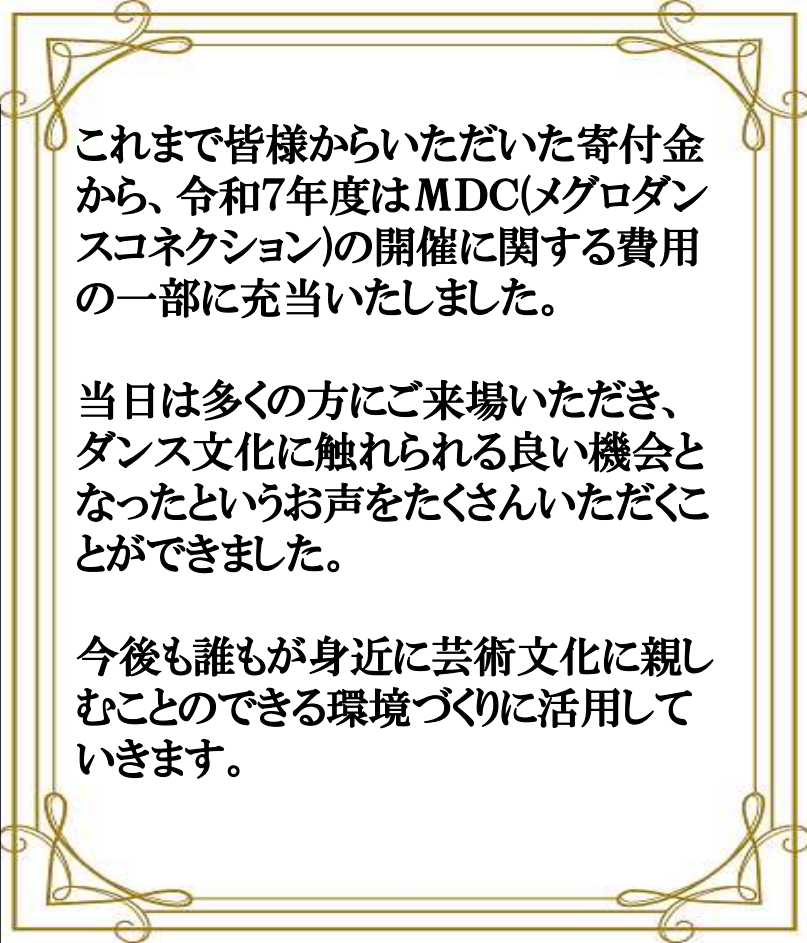 これまで皆様からいただいた寄付金
から、令和7年度はMDC(メグロダン
スコネクション)の開催に関する費用
の一部に充当いたしました。
当日は多くの方にご来場いただき、
ダンス文化に触れられる良い機会と
なったというお声をたくさんいただくこ
とができました。
今後も誰もが身近に芸術文化に親し
むことのできる環境づくりに活用して
いきます。